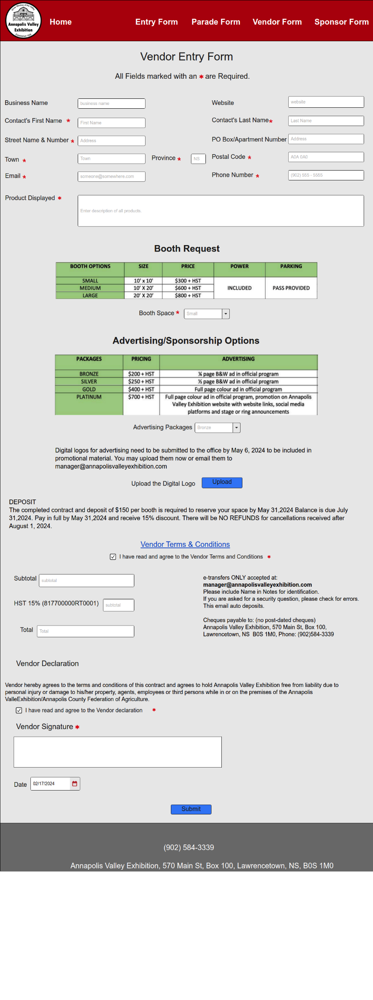 Show Window of the Valley
Annapolis Valley
Exhibition
Established 1928
Home
Entry Form
Parade Form
Vendor Form
Sponsor Form
Vendor Entry Form
All Fields marked with an * are Required.
Business Name business name Website website
Contact's First Name * First Name Contact's Last Name* Last Name
Street Name & Number * Address PO Box/Apartment Number Address
Town * Town Province * NS Postal Code * A0A 0A0
Email * someone@somewhere.com Phone Number * (902) 555 - 5555
Product Displayed *
Enter description of all products.
Booth Request
BOOTH OPTIONS SIZE PRICE POWER PARKING
SMALL 10' x 10' $300 + HST
MEDIUM 10' X 20' $600 + HST INCLUDED PASS PROVIDED
LARGE 20' X 20' $800 + HST
Booth Space * Small
Advertising/Sponsorship Options
PACKAGES PRICING ADVERTISING
BRONZE $200 + HST ¼ page B&W ad in official program
SILVER $250 + HST ½ page B&W ad in official program
GOLD $400 + HST Full page colour ad in official program
PLATINUM $700 + HST Full page colour ad in official program, promotion on Annapolis
Valley Exhibition website with website links, social media
platforms and stage or ring announcements
Advertising Packages Bronze
Digital logos for advertising need to be submitted to the office by May 6, 2024 to be included in
promotional material. You may upload them now or email them to
manager@annapolisvalleyexhibition.com
Upload the Digital Logo Upload
DEPOSIT
The completed contract and deposit of $150 per booth is required to reserve your space by May 31,2024 Balance is due July
31,2024. Pay in full by May 31,2024 and receive 15% discount. There will be NO REFUNDS for cancellations received after
August 1, 2024.
Vendor Terms & Conditions
I have read and agree to the Vendor Terms and Conditions *
Subtotal subtotal
HST 15% (817700000RT0001) subtotal
Total Total
e-transfers ONLY accepted at:
manager@annapolisvalleyexhibition.com
Please include Name in Notes for identification.
If you are asked for a security question, please check for errors.
This email auto deposits.
Cheques payable to: (no post-dated cheques)
Annapolis Valley Exhibition, 570 Main St, Box 100,
Lawrencetown, NS B0S 1M0, Phone: (902)584-3339
Vendor Declaration
Vendor hereby agrees to the terms and conditions of this contract and agrees to hold Annapolis Valley Exhibition free from liability due to
personal injury or damage to his/her property, agents, employees or third persons while in or on the premises of the Annapolis
ValleExhibition/Annapolis County Federation of Agriculture.
I have read and agree to the Vendor declaration *
Vendor Signature *
Date 02/17/2024
Submit
(902) 584-3339
Annapolis Valley Exhibition, 570 Main St, Box 100, Lawrencetown, NS, B0S 1M0